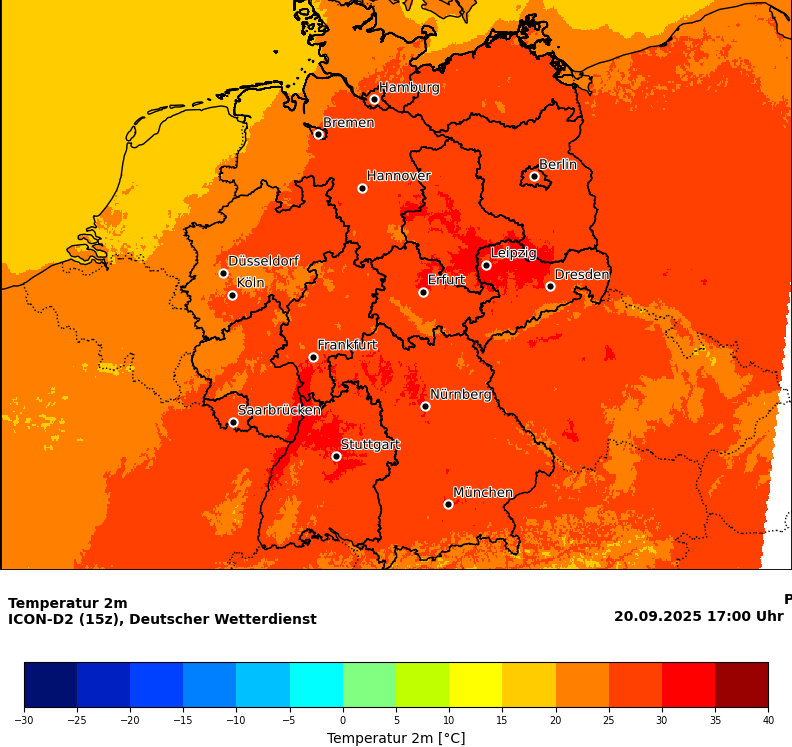 Hamburg
Bremen
Berlin
Hannover
Leipzig
Düsseldorf
Dresden
Köln
Erfurt
Frankfurt
Nürnberg
Saarbrücken
Stuttgart
München
Temperatur 2m
P
ICON-D2 (15z), Deutscher Wetterdienst
20.09.2025 17:00 Uhr
−30 −25 −20 −15 −10 −5 0 5 10 15 20 25 30 35 40
Temperatur 2m [°C]